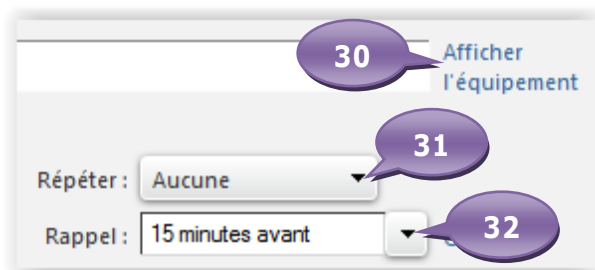 30
Afficher
l'équipement
31
Répéter : Aucune
Rappel : 15 minutes avant
32